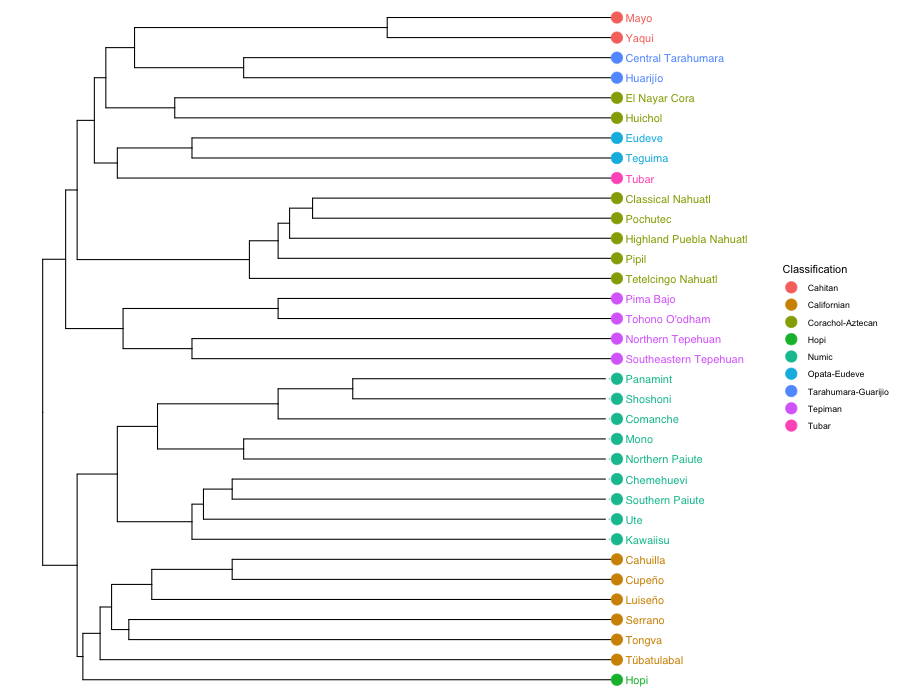 Mayo
Yaqui
Central Tarahumara
Huarijio
El Nayar Cora
Huichol
Eudeve
Teguima
Tubar
Classical Nahuatl
Pochutec
Highland Puebla Nahuatl
Pipil
Tetelcingo Nahuatl
Pima Bajo
Tohono O'odham
Northern Tepehuan
Southeastern Tepehuan
Panamint
Shoshoni
Comanche
Mono
Northern Paiute
Chemehuevi
Southern Paiute
Ute
Kawaiisu
Cahuilla
Cupeño
Luiseño
Serrano
Tongva
Tübatulabal
Hopi
Classification
Cahitan
Californian
Corachol-Aztecan
Hopi
Numic
Opata-Eudeve
Tarahumara-Guarijio
Tepiman
Tubar